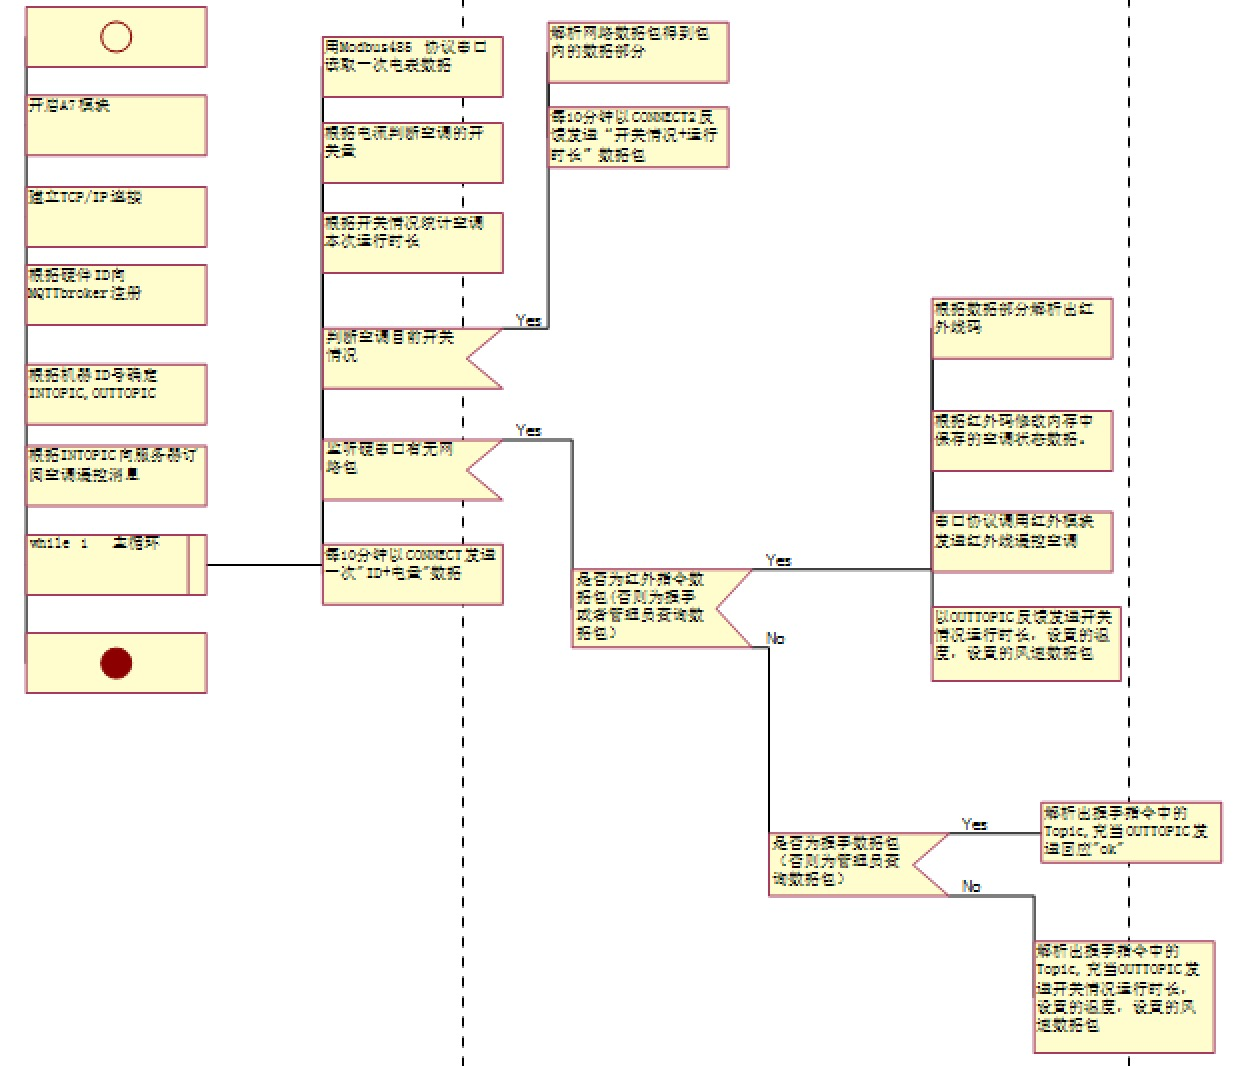 开启A7模块
建立TCP/IP连接
根据硬件ID向
MQTTbroker注册
根据机器ID号确定
INTOPIC,OUTTOPIC
根据INTOPIC向服务器订
阅空调遥控消息
while 1 主循环
用Modbus485 协议串口
读取一次电表数据
根据电流判断空调的开
关量
根据开关情况统计空调
本次运行时长
判断空调目前开关
情况
Yes
监听硬串口有无网
络包
Yes
每10分钟以CONNECT发送
一次"ID+电量"数据
解析网络数据包得到包
内的数据部分
每10分钟以CONNECT2反
馈发送“开关情况+运行
时长”数据包
是否为红外指令数
据包(否则为握手
或者管理员查询数
据包)
Yes
No
根据数据部分解析出红
外线码
根据红外码修改内存中
保存的空调状态数据。
串口协议调用红外模块
发送红外线遥控空调
以OUTTOPIC反馈发送开关
情况运行时长，设置的温
度，设置的风速数据包
是否为握手数据包
（否则为管理员查
询数据包）
Yes
No
解析出握手指令中的
Topic,充当OUTTOPIC发
送回应"ok"
解析出握手指令中的
Topic,充当OUTTOPIC发
送开关情况运行时长，
设置的温度，设置的风
速数据包